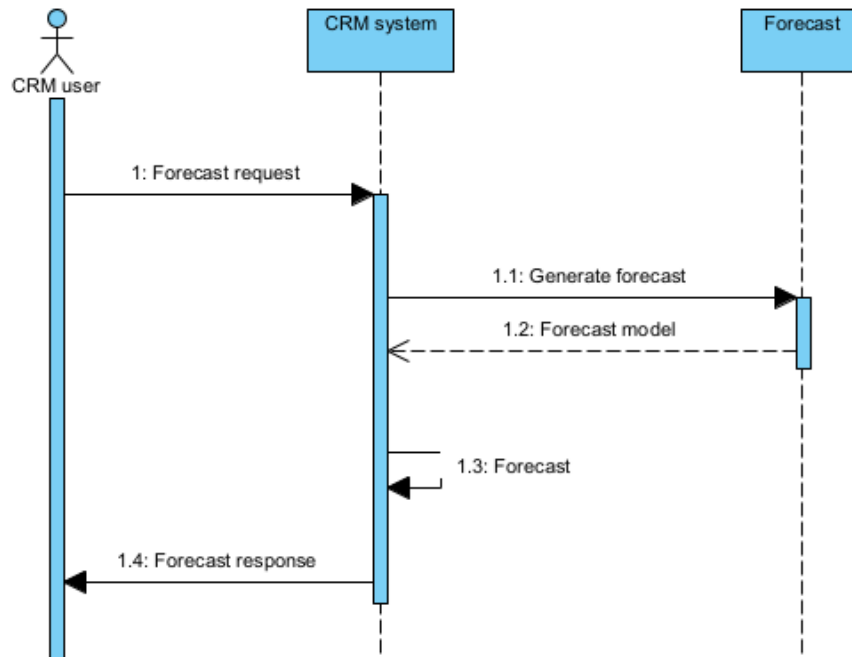 CRM system
Forecast
CRM user
1: Forecast request
1.1: Generate forecast
1.2: Forecast model
1.3: Forecast
1.4: Forecast response